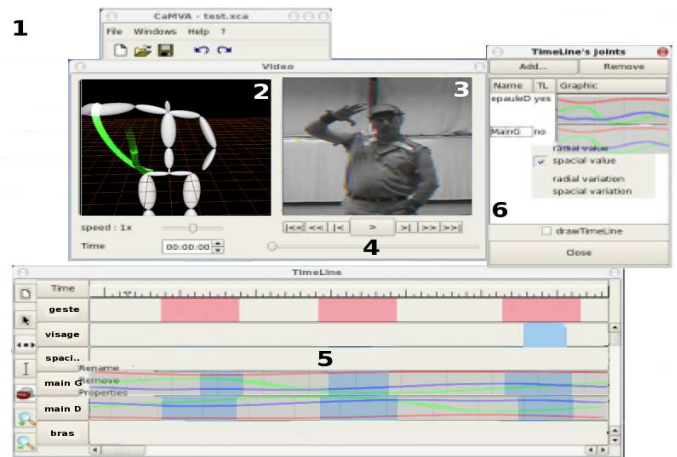 1
CaMVA - test.xca
File Windows Help ?
Video
2
3
speed : 1x
Time 00:00:00
|<< << |< > >| >> >>|
4
TimeLine's Joints
Add... Remove
Name TL Graphic
epauleD yes
MainG no
radial value
spacial value
radial variation
spacial variation
6
drawTimeLine
Close
TimeLine
Time
geste
visage
spaci..
5
Rename
main G
Remove
Properties
main D
bras